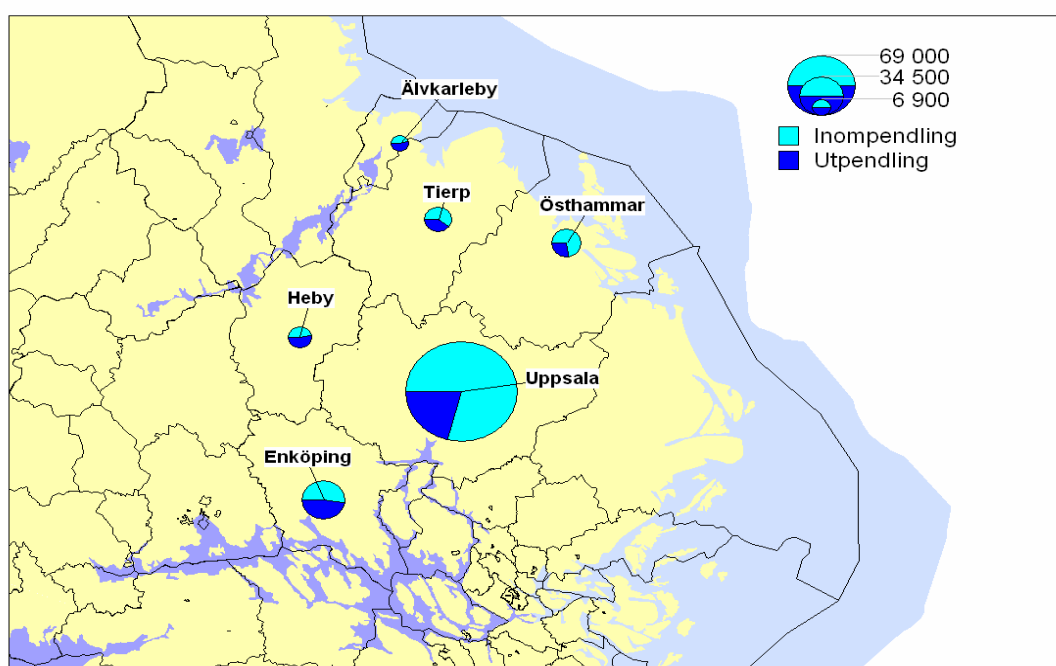 69 000
34 500
6 900
Inompendling
Utpendling
Älvkarleby
Tierp
Östhammar
Heby
Uppsala
Enköping